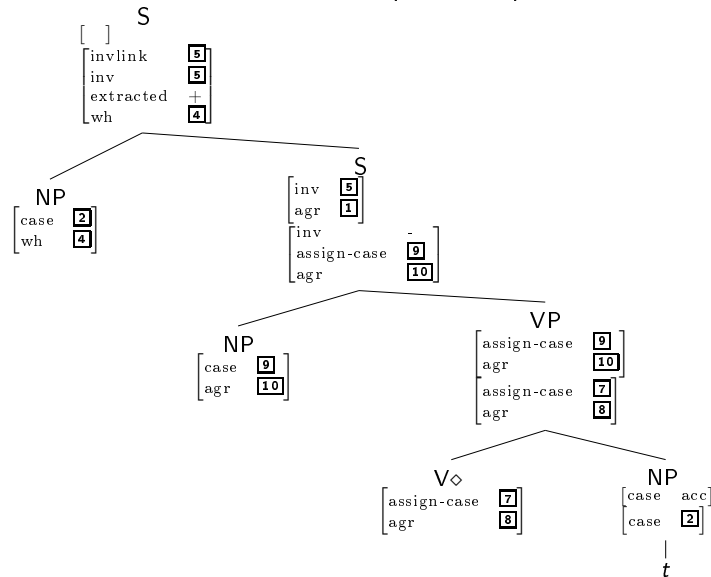 S
[ ]
invlink 5
inv 5
extracted +
wh 4
S
inv 5
agr 1
inv -
assign-case 9
agr 10
NP
case 2
wh 4
NP
case 9
agr 10
VP
assign-case 9
agr 10
assign-case 7
agr 8
V◇
assign-case 7
agr 8
NP
case acc
case 2
t